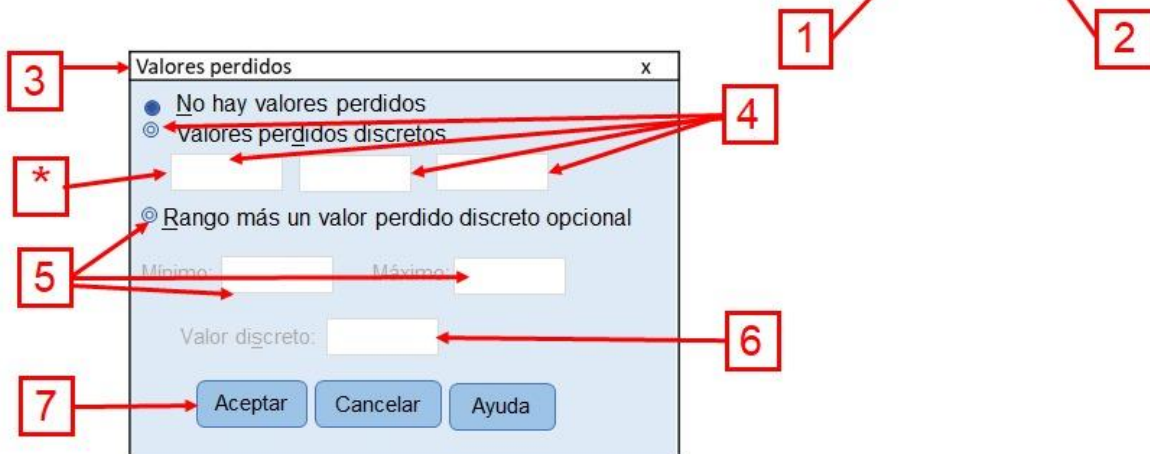 1
2
3
Valores perdidos x
No hay valores perdidos
4
Valores perdidos discretos
*
Rango más un valor perdido discreto opcional
5
Mínimo: Máximo:
Valor discreto: 6
7
Aceptar Cancelar Ayuda